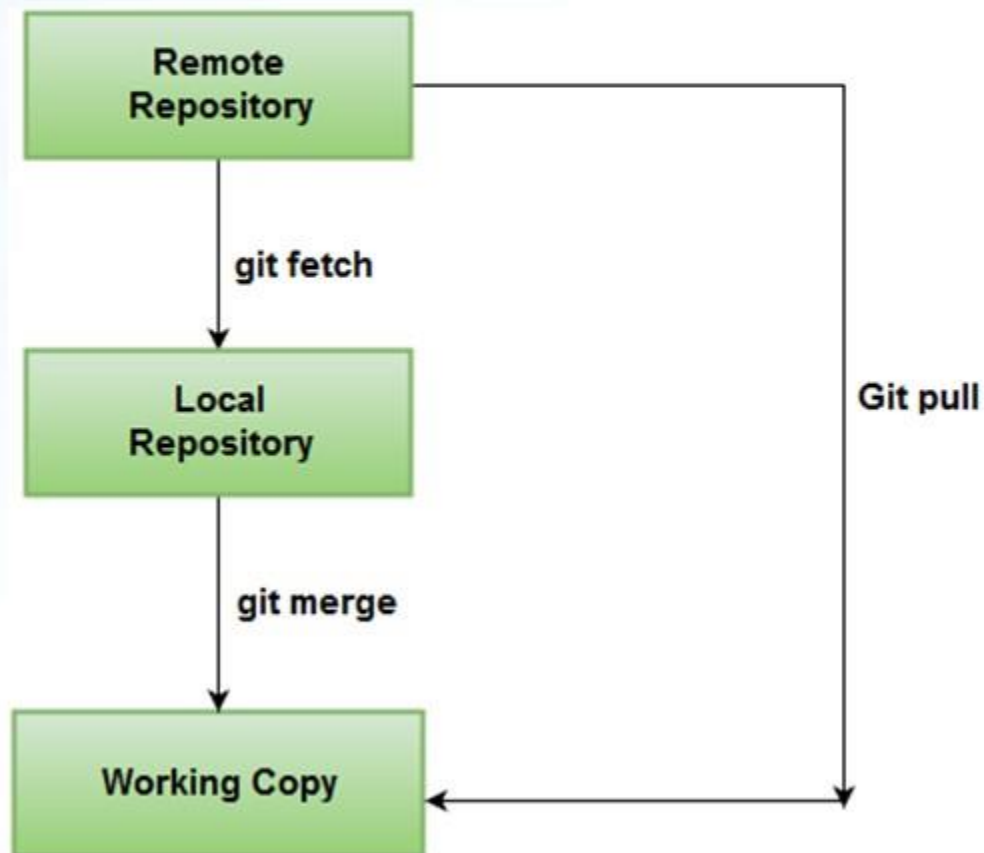 Remote
Repository
git fetch
Local
Repository
Git pull
git merge
Working Copy